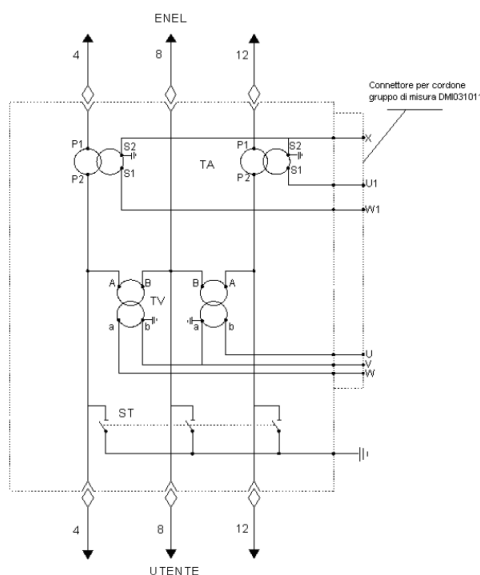 ENEL
4 8 12
Connettore per cordone
gruppo di misura DMI031011
P1 S2 TA P1 S2 X
S1 S1
P2 P2 U1
W1
A B B A
TV
a b a b
U
V
W
ST
4 8 12
UTENTE